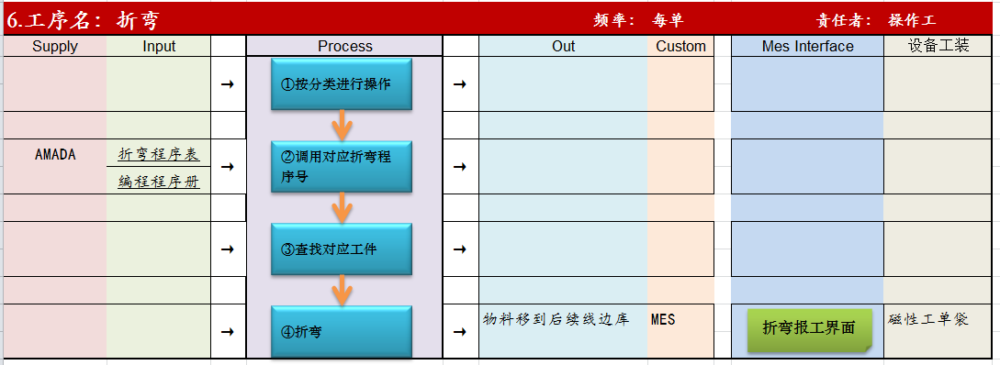 6.工序名：折弯 频率：每单 責任者：操作工
Supply Input Process Out Custom Mes Interface 设备工装
→ ①按分类进行操作 →
AMADA 折弯程序表 → ②调用对应折弯程 →
编程程序册 序号
→ ③查找对应工件 →
→ ④折弯 → 物料移到后续线边库 MES 折弯报工界面 磁性工单袋